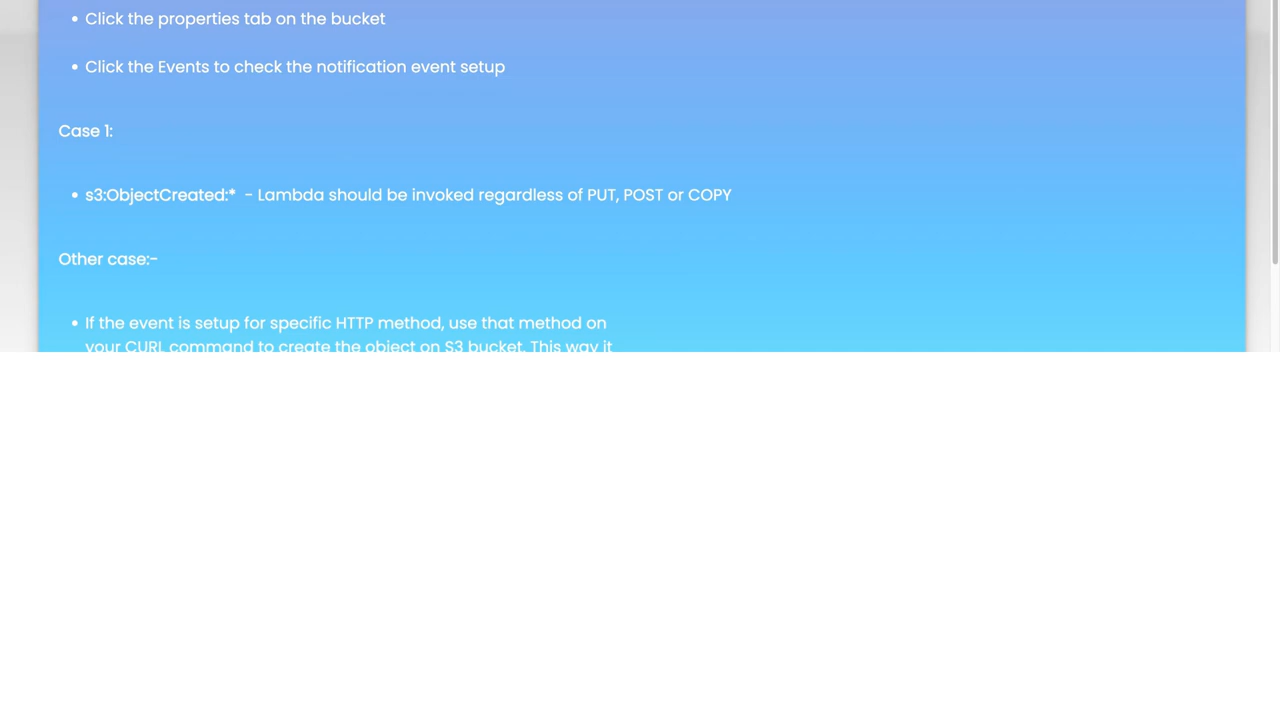 • Click the properties tab on the bucket
• Click the Events to check the notification event setup
Case 1:
• s3:ObjectCreated:* - Lambda should be invoked regardless of PUT, POST or COPY
Other case:-
• If the event is setup for specific HTTP method, use that method on
your CURL command to create the object on S3 bucket. This way it